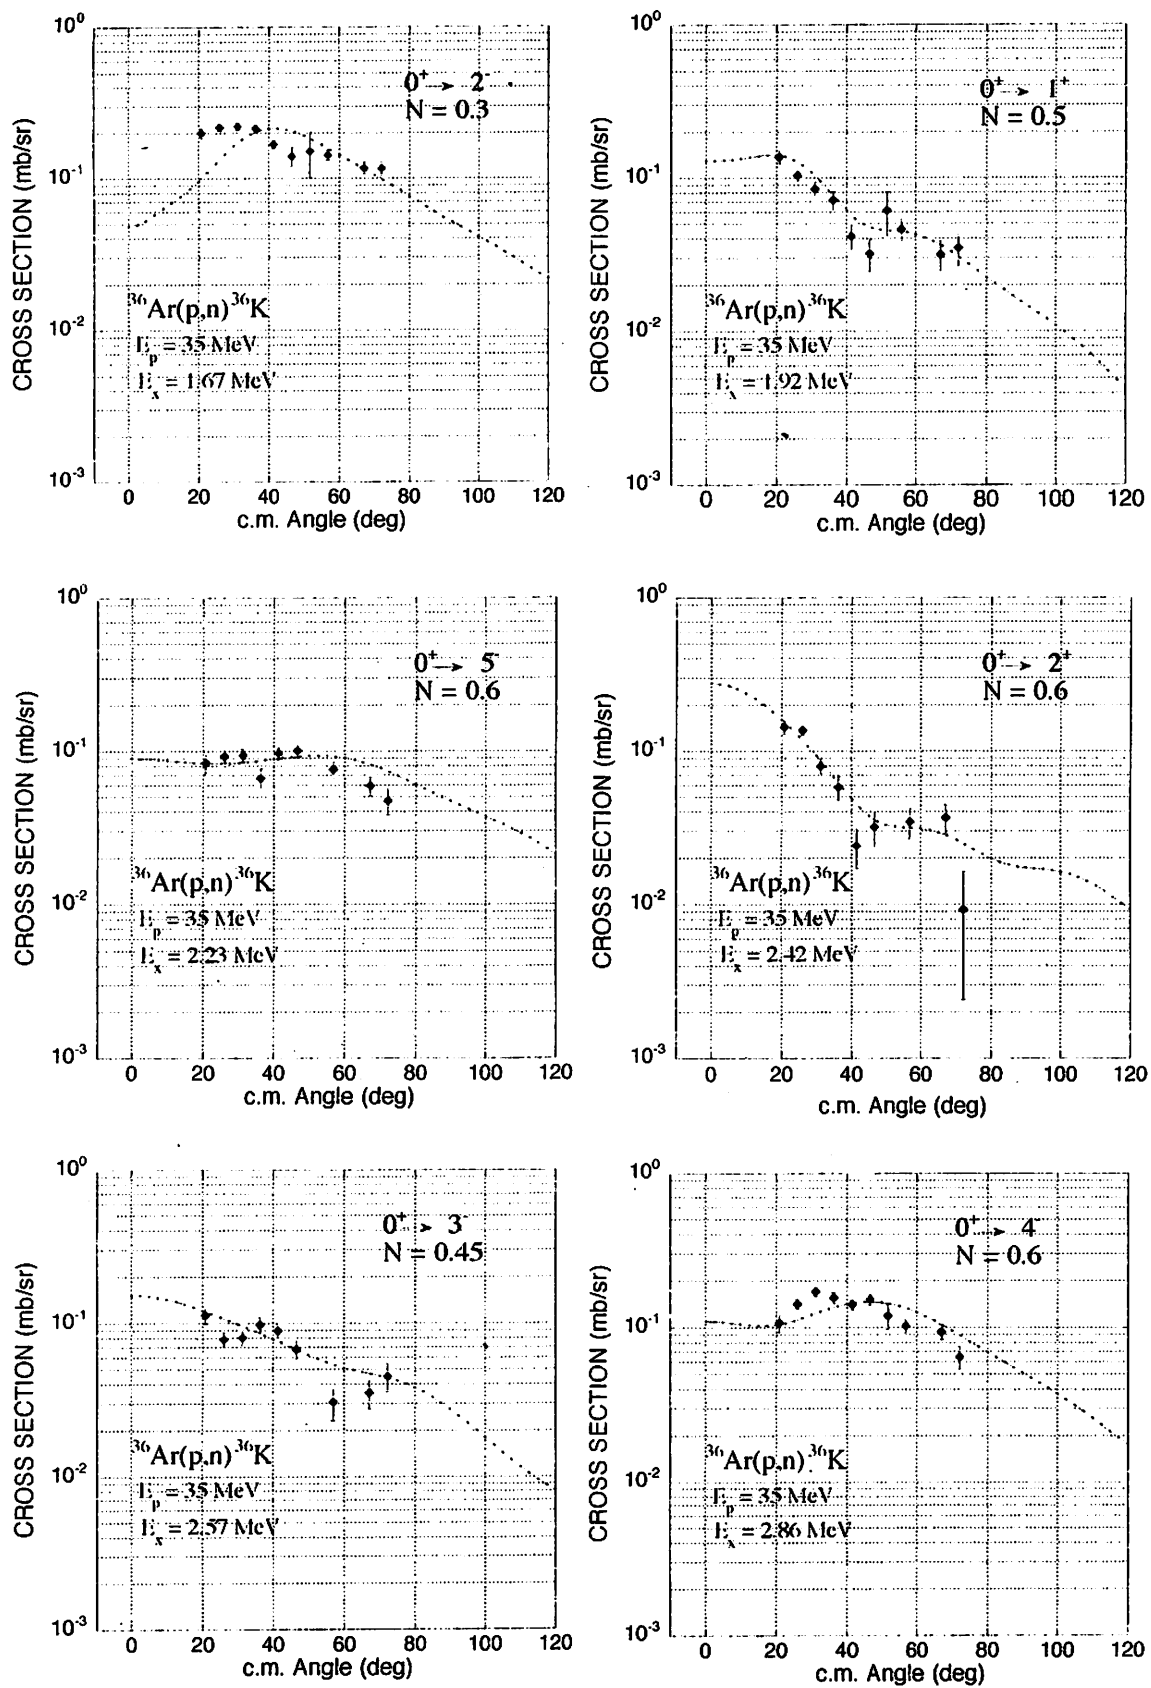 10⁰
10⁻¹
10⁻²
10⁻³
CROSS SECTION (mb/sr)
0⁺ → 2⁻
N = 0.3
³⁶Ar(p,n)³⁶K
Eₚ = 35 MeV
Eₓ = 1.67 MeV
0 20 40 60 80 100 120
c.m. Angle (deg)
10⁰
10⁻¹
10⁻²
10⁻³
CROSS SECTION (mb/sr)
0⁺ → 1⁺
N = 0.5
³⁶Ar(p,n)³⁶K
Eₚ = 35 MeV
Eₓ = 1.92 MeV
0 20 40 60 80 100 120
c.m. Angle (deg)
10⁰
10⁻¹
10⁻²
10⁻³
CROSS SECTION (mb/sr)
0⁺ → 5⁻
N = 0.6
³⁶Ar(p,n)³⁶K
Eₚ = 35 MeV
Eₓ = 2.23 MeV
0 20 40 60 80 100 120
c.m. Angle (deg)
10⁰
10⁻¹
10⁻²
10⁻³
CROSS SECTION (mb/sr)
0⁺ → 2⁺
N = 0.6
³⁶Ar(p,n)³⁶K
Eₚ = 35 MeV
Eₓ = 2.42 MeV
0 20 40 60 80 100 120
c.m. Angle (deg)
10⁰
10⁻¹
10⁻²
10⁻³
CROSS SECTION (mb/sr)
0⁺ → 3⁻
N = 0.45
³⁶Ar(p,n)³⁶K
Eₚ = 35 MeV
Eₓ = 2.57 MeV
0 20 40 60 80 100 120
c.m. Angle (deg)
10⁰
10⁻¹
10⁻²
10⁻³
CROSS SECTION (mb/sr)
0⁺ → 4⁻
N = 0.6
³⁶Ar(p,n)³⁶K
Eₚ = 35 MeV
Eₓ = 2.86 MeV
0 20 40 60 80 100 120
c.m. Angle (deg)